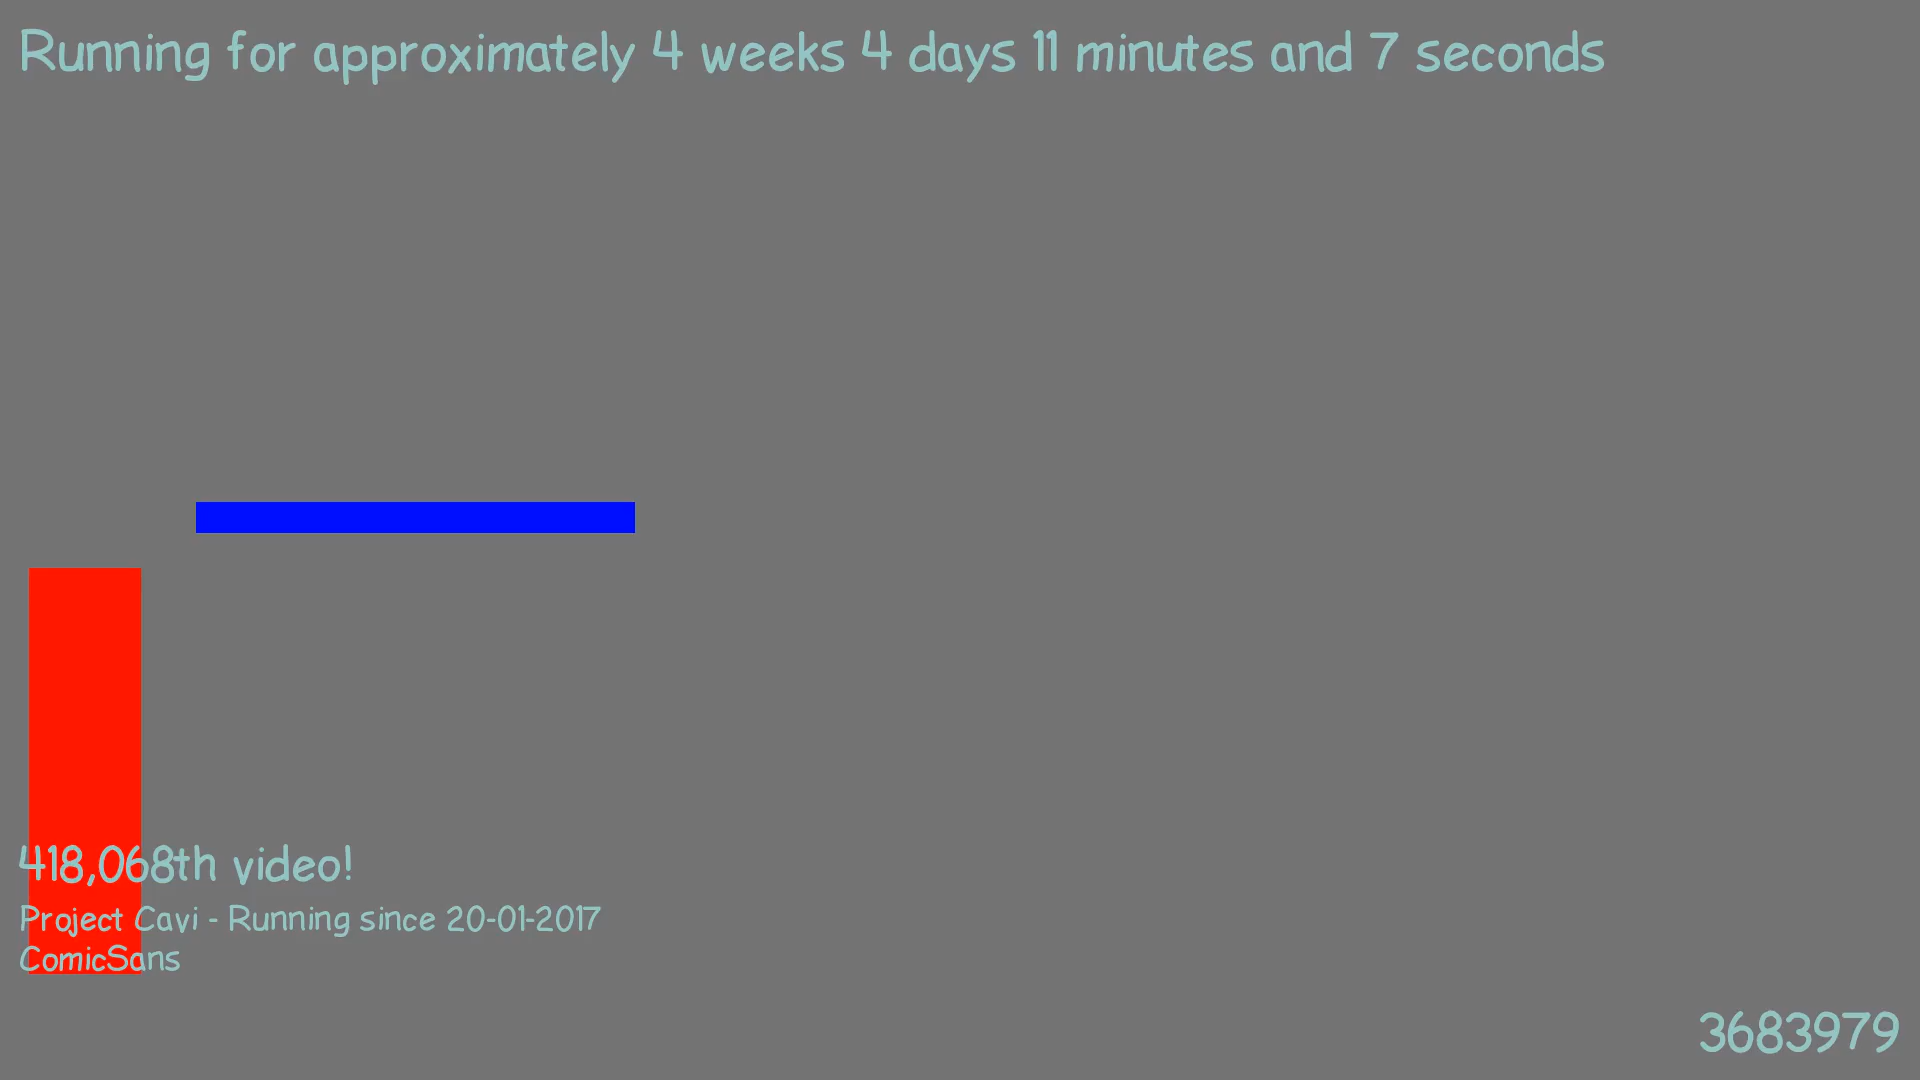 Running for approximately 4 weeks 4 days 11 minutes and 7 seconds
418,068th video!
Project Cavi - Running since 20-01-2017
ComicSans
3683979